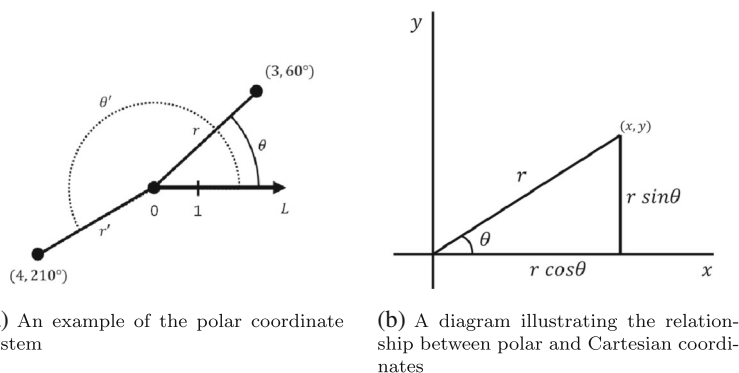 (3, 60°)
θ'
r
θ
0
1
L
r'
(4, 210°)
) An example of the polar coordinate
stem
y
(x, y)
r
r sinθ
θ
r cosθ
x
(b) A diagram illustrating the relation-
ship between polar and Cartesian coordi-
nates